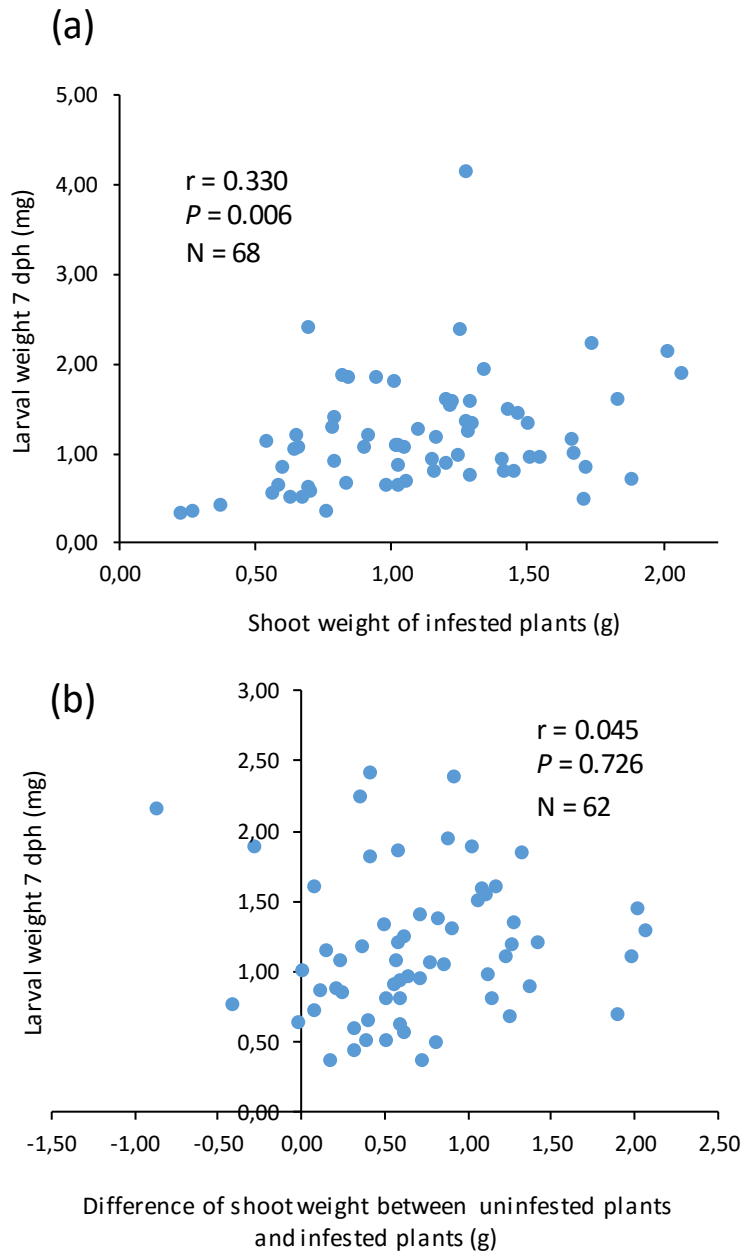 (a)
5,00
4,00
3,00
2,00
1,00
0,00
Larval weight 7 dph (mg)
r = 0.330
P = 0.006
N = 68
0,00 0,50 1,00 1,50 2,00
Shoot weight of infested plants (g)
(b)
3,00
2,50
2,00
1,50
1,00
0,50
0,00
Larval weight 7 dph (mg)
r = 0.045
P = 0.726
N = 62
-1,50 -1,00 -0,50 0,00 0,50 1,00 1,50 2,00 2,50
Difference of shoot weight between uninfested plants
and infested plants (g)